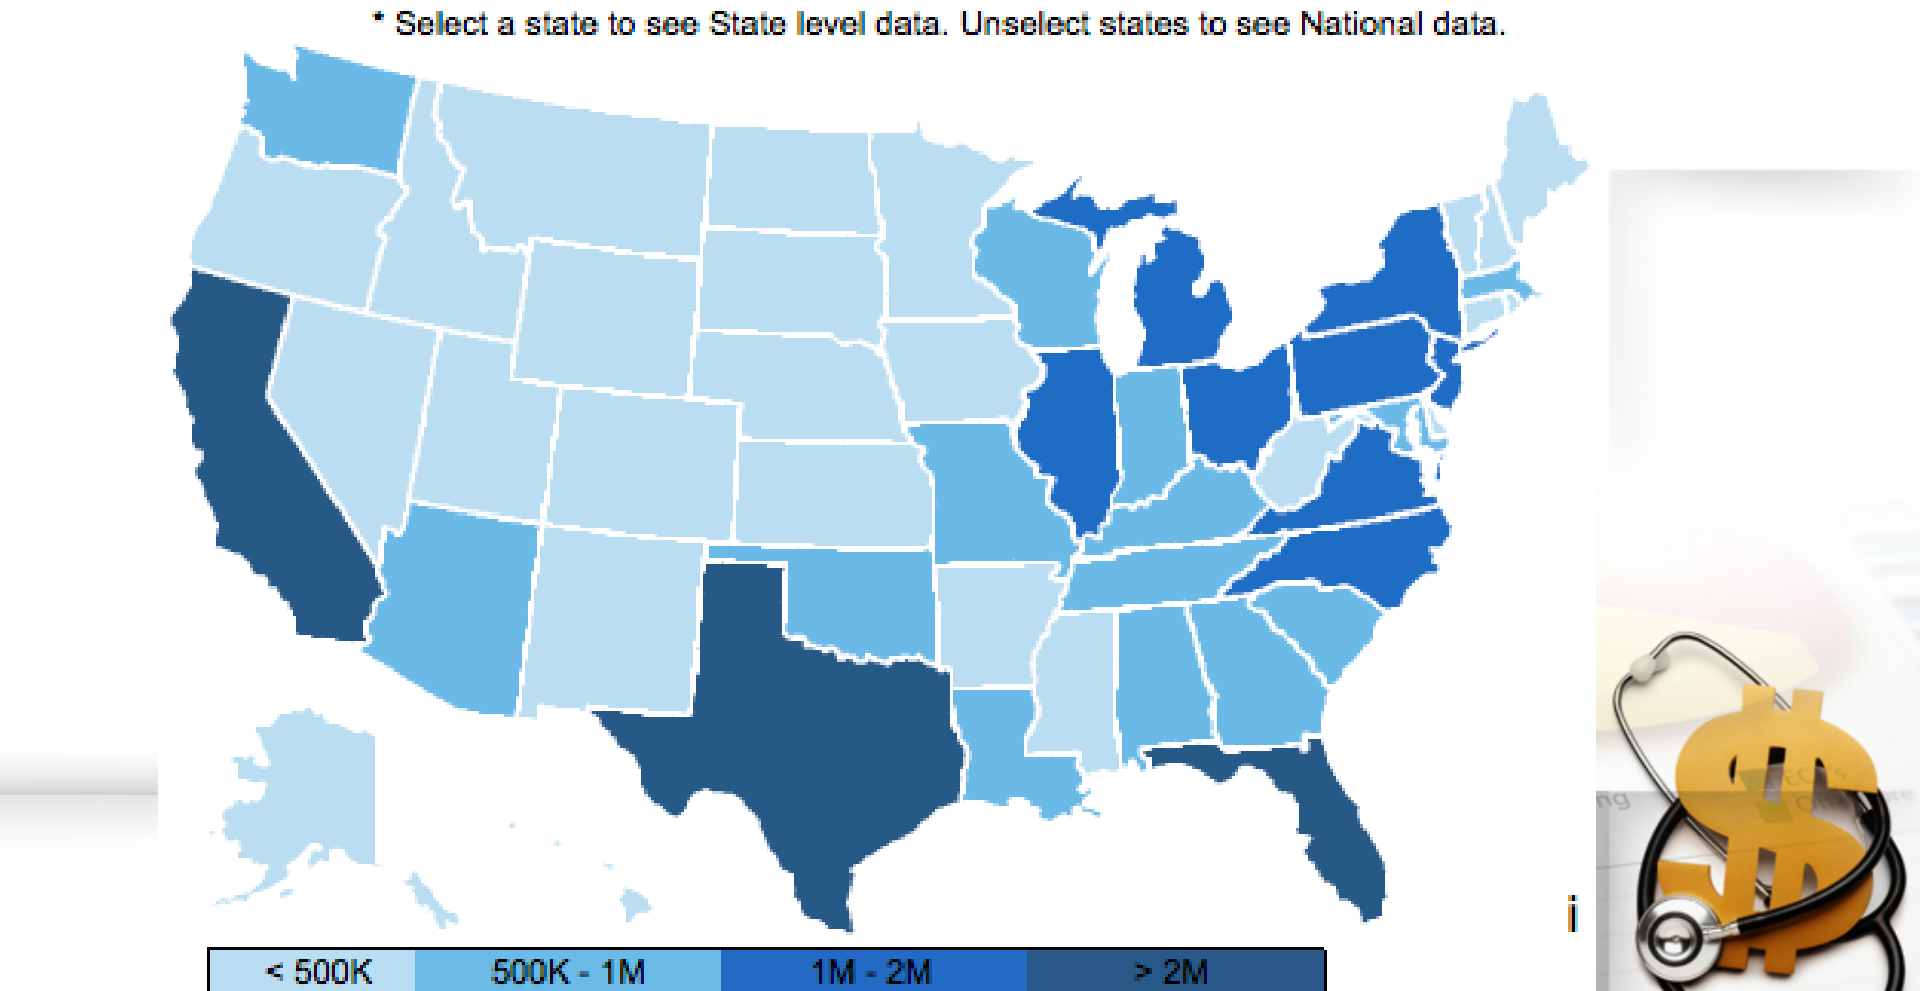 * Select a state to see State level data. Unselect states to see National data.
i
ng
< 500K 500K - 1M 1M - 2M > 2M